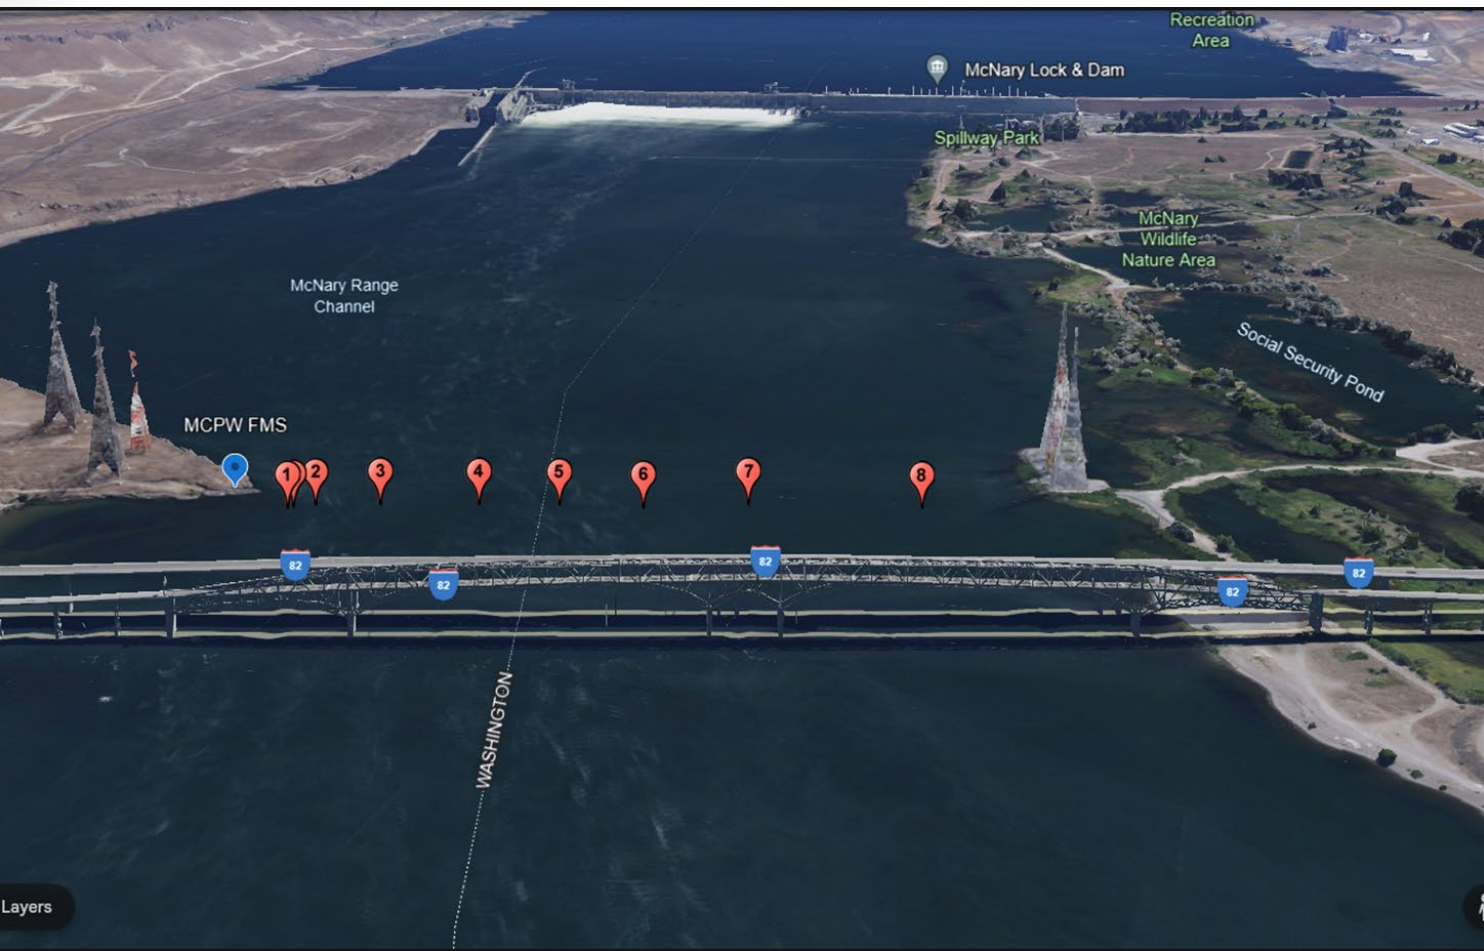 Recreation
Area
McNary Lock & Dam
Spillway Park
McNary
Wildlife
Nature Area
McNary Range
Channel
Social Security Pond
MCPW FMS
1 2 3 4 5 6 7 8
82 82 82 82 82
WASHINGTON
Layers